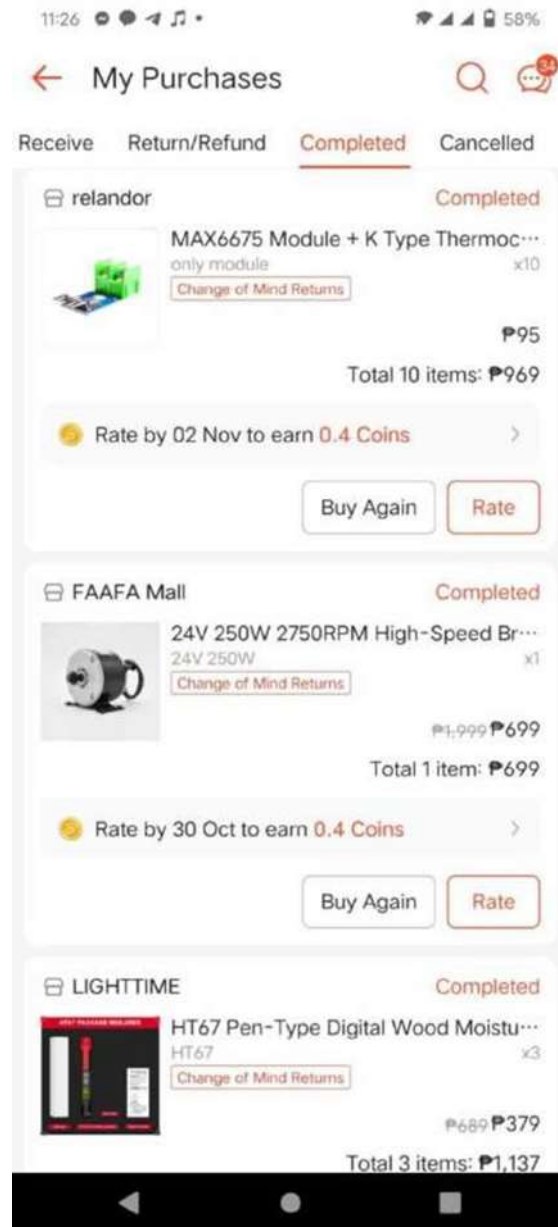 11:26
58%
My Purchases
34
Receive Return/Refund Completed Cancelled
relandor Completed
MAX6675 Module + K Type Thermoc...
only module x10
Change of Mind Returns
₱95
Total 10 items: ₱969
Rate by 02 Nov to earn 0.4 Coins
Buy Again Rate
FAAFA Mall Completed
24V 250W 2750RPM High-Speed Br...
24V 250W x1
Change of Mind Returns
₱1,999 ₱699
Total 1 item: ₱699
Rate by 30 Oct to earn 0.4 Coins
Buy Again Rate
LIGHTTIME Completed
HT67 Pen-Type Digital Wood Moistu...
HT67 x3
Change of Mind Returns
₱689 ₱379
Total 3 items: ₱1,137